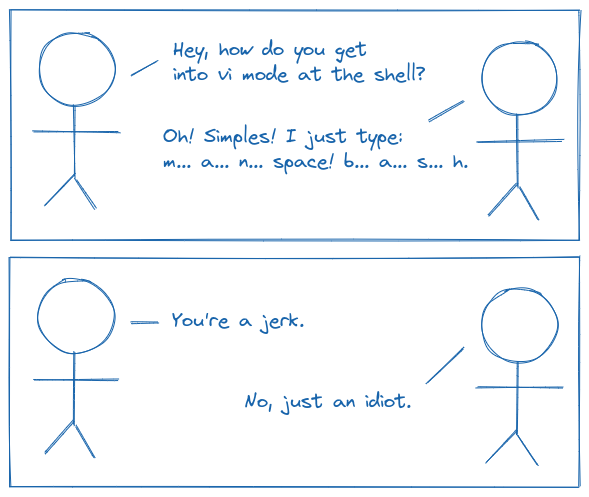 Hey, how do you get
into vi mode at the shell?
Oh! Simples! I just type:
m... a... n... space! b... a... s... h.
You're a jerk.
No, just an idiot.